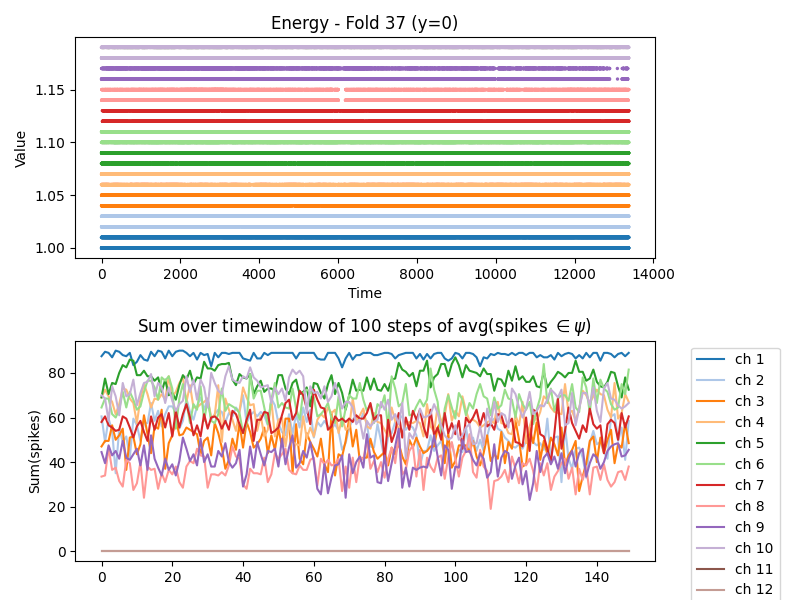 Energy - Fold 37 (y=0)
1.15
1.10
1.05
1.00
Value
0 2000 4000 6000 8000 10000 12000 14000
Time
Sum over timewindow of 100 steps of avg(spikes ∈ ψ)
80
60
40
20
0
Sum(spikes)
0 20 40 60 80 100 120 140
ch 1
ch 2
ch 3
ch 4
ch 5
ch 6
ch 7
ch 8
ch 9
ch 10
ch 11
ch 12